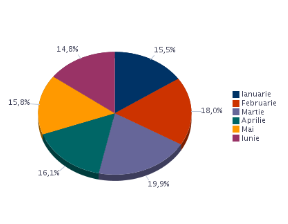 14,8%
15,5%
15,8%
18,0%
16,1%
19,9%
Ianuarie
Februarie
Martie
Aprilie
Mai
Iunie